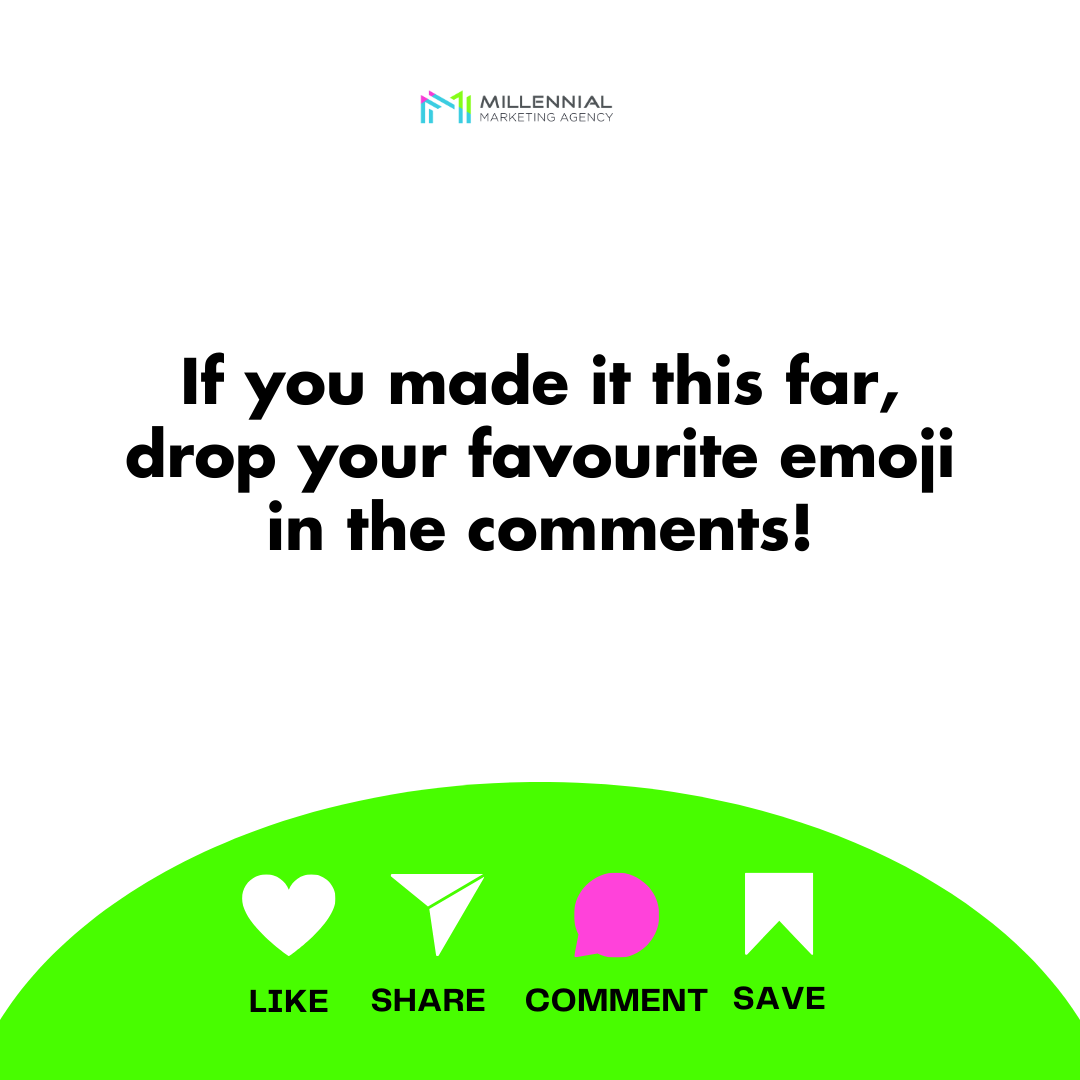 MILLENNIAL
MARKETING AGENCY
If you made it this far,
drop your favourite emoji
in the comments!
LIKE SHARE COMMENT SAVE